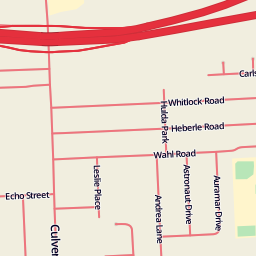 Carls
Whitlock Road
Hulda Park
Heberle Road
Wahl Road
Leslie Place
Astronaut Drive
Auramar Drive
Echo Street
Andrea Lane
Culver